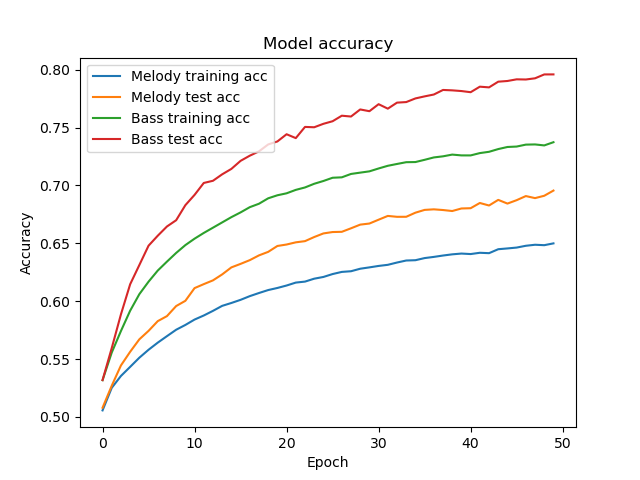 Model accuracy
Melody training acc
Melody test acc
Bass training acc
Bass test acc
Accuracy
0.80
0.75
0.70
0.65
0.60
0.55
0.50
0 10 20 30 40 50
Epoch